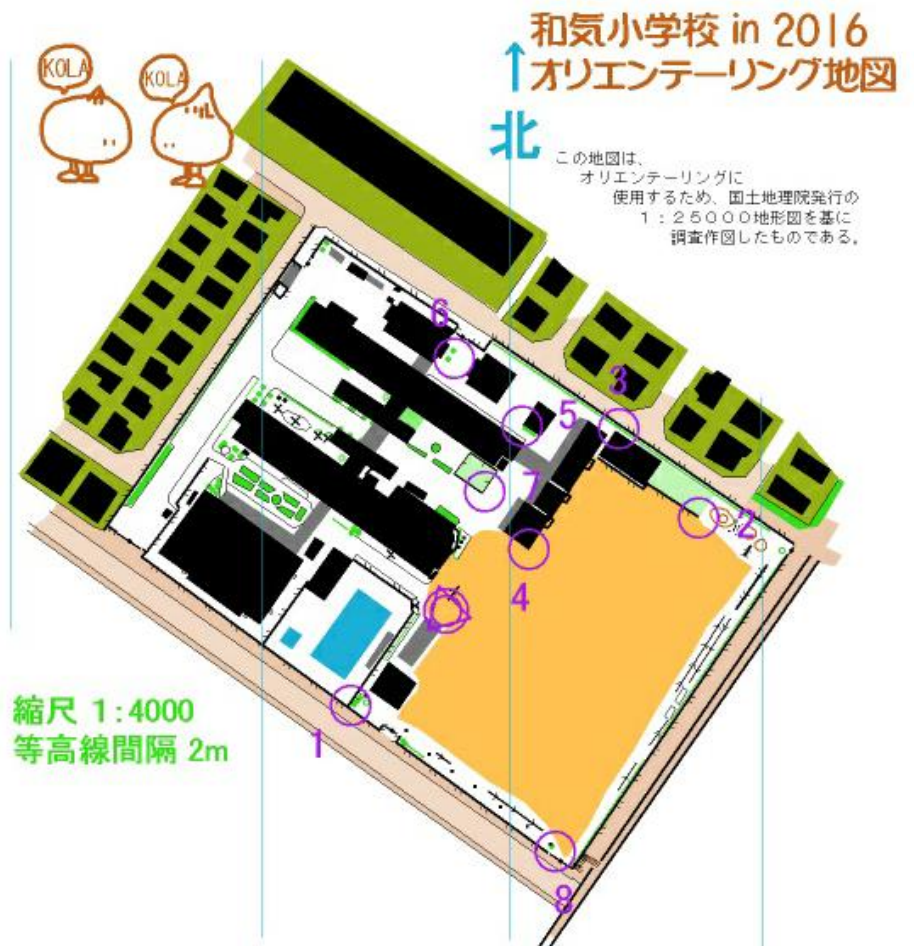 和気小学校 in 2016
オリエンテーリング地図
KOLA
KOLA
北
この地図は、
オリエンテーリングに
使用するため、国土地理院発行の
1:25000地形図を基に
調査作図したものである。
6
3
5
7
2
4
縮尺 1:4000
等高線間隔 2m
1
8